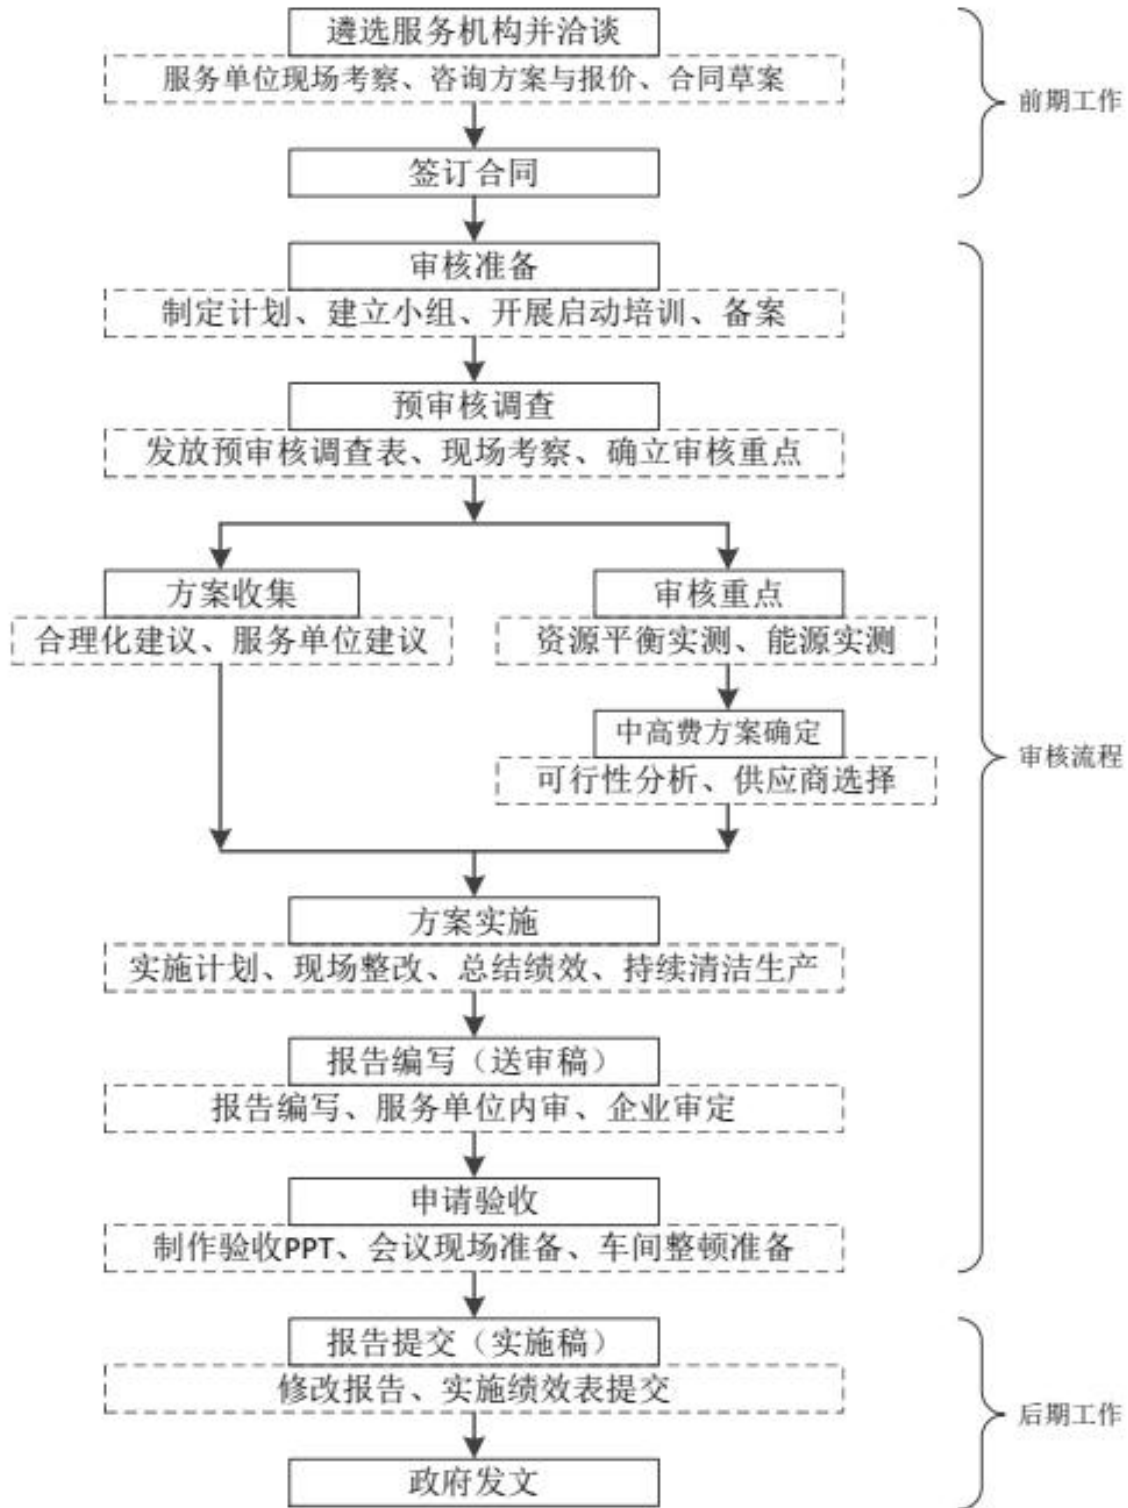 遴选服务机构并洽谈
服务单位现场考察、咨询方案与报价、合同草案
前期工作
签订合同
审核准备
制定计划、建立小组、开展启动培训、备案
预审核调查
发放预审核调查表、现场考察、确立审核重点
方案收集
合理化建议、服务单位建议
审核重点
资源平衡实测、能源实测
中高费方案确定
可行性分析、供应商选择
审核流程
方案实施
实施计划、现场整改、总结绩效、持续清洁生产
报告编写（送审稿）
报告编写、服务单位内审、企业审定
申请验收
制作验收PPT、会议现场准备、车间整顿准备
报告提交（实施稿）
修改报告、实施绩效表提交
后期工作
政府发文